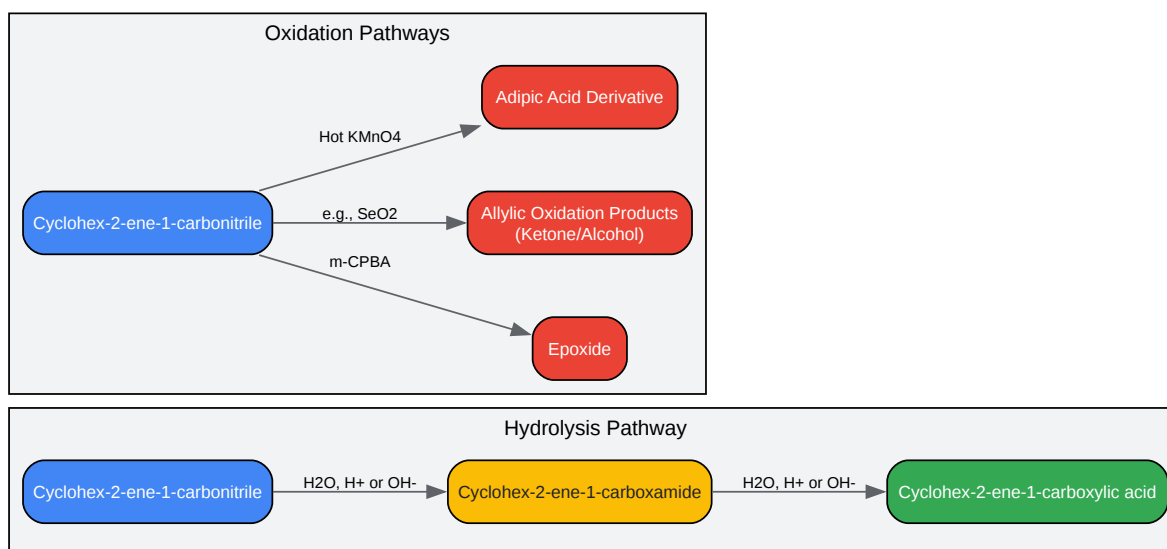 Oxidation Pathways
Adipic Acid Derivative
Hot KMnO4
Cyclohex-2-ene-1-carbonitrile
e.g., SeO2
Allylic Oxidation Products
(Ketone/Alcohol)
m-CPBA
Epoxide
Hydrolysis Pathway
Cyclohex-2-ene-1-carbonitrile
H2O, H+ or OH-
Cyclohex-2-ene-1-carboxamide
H2O, H+ or OH-
Cyclohex-2-ene-1-carboxylic acid